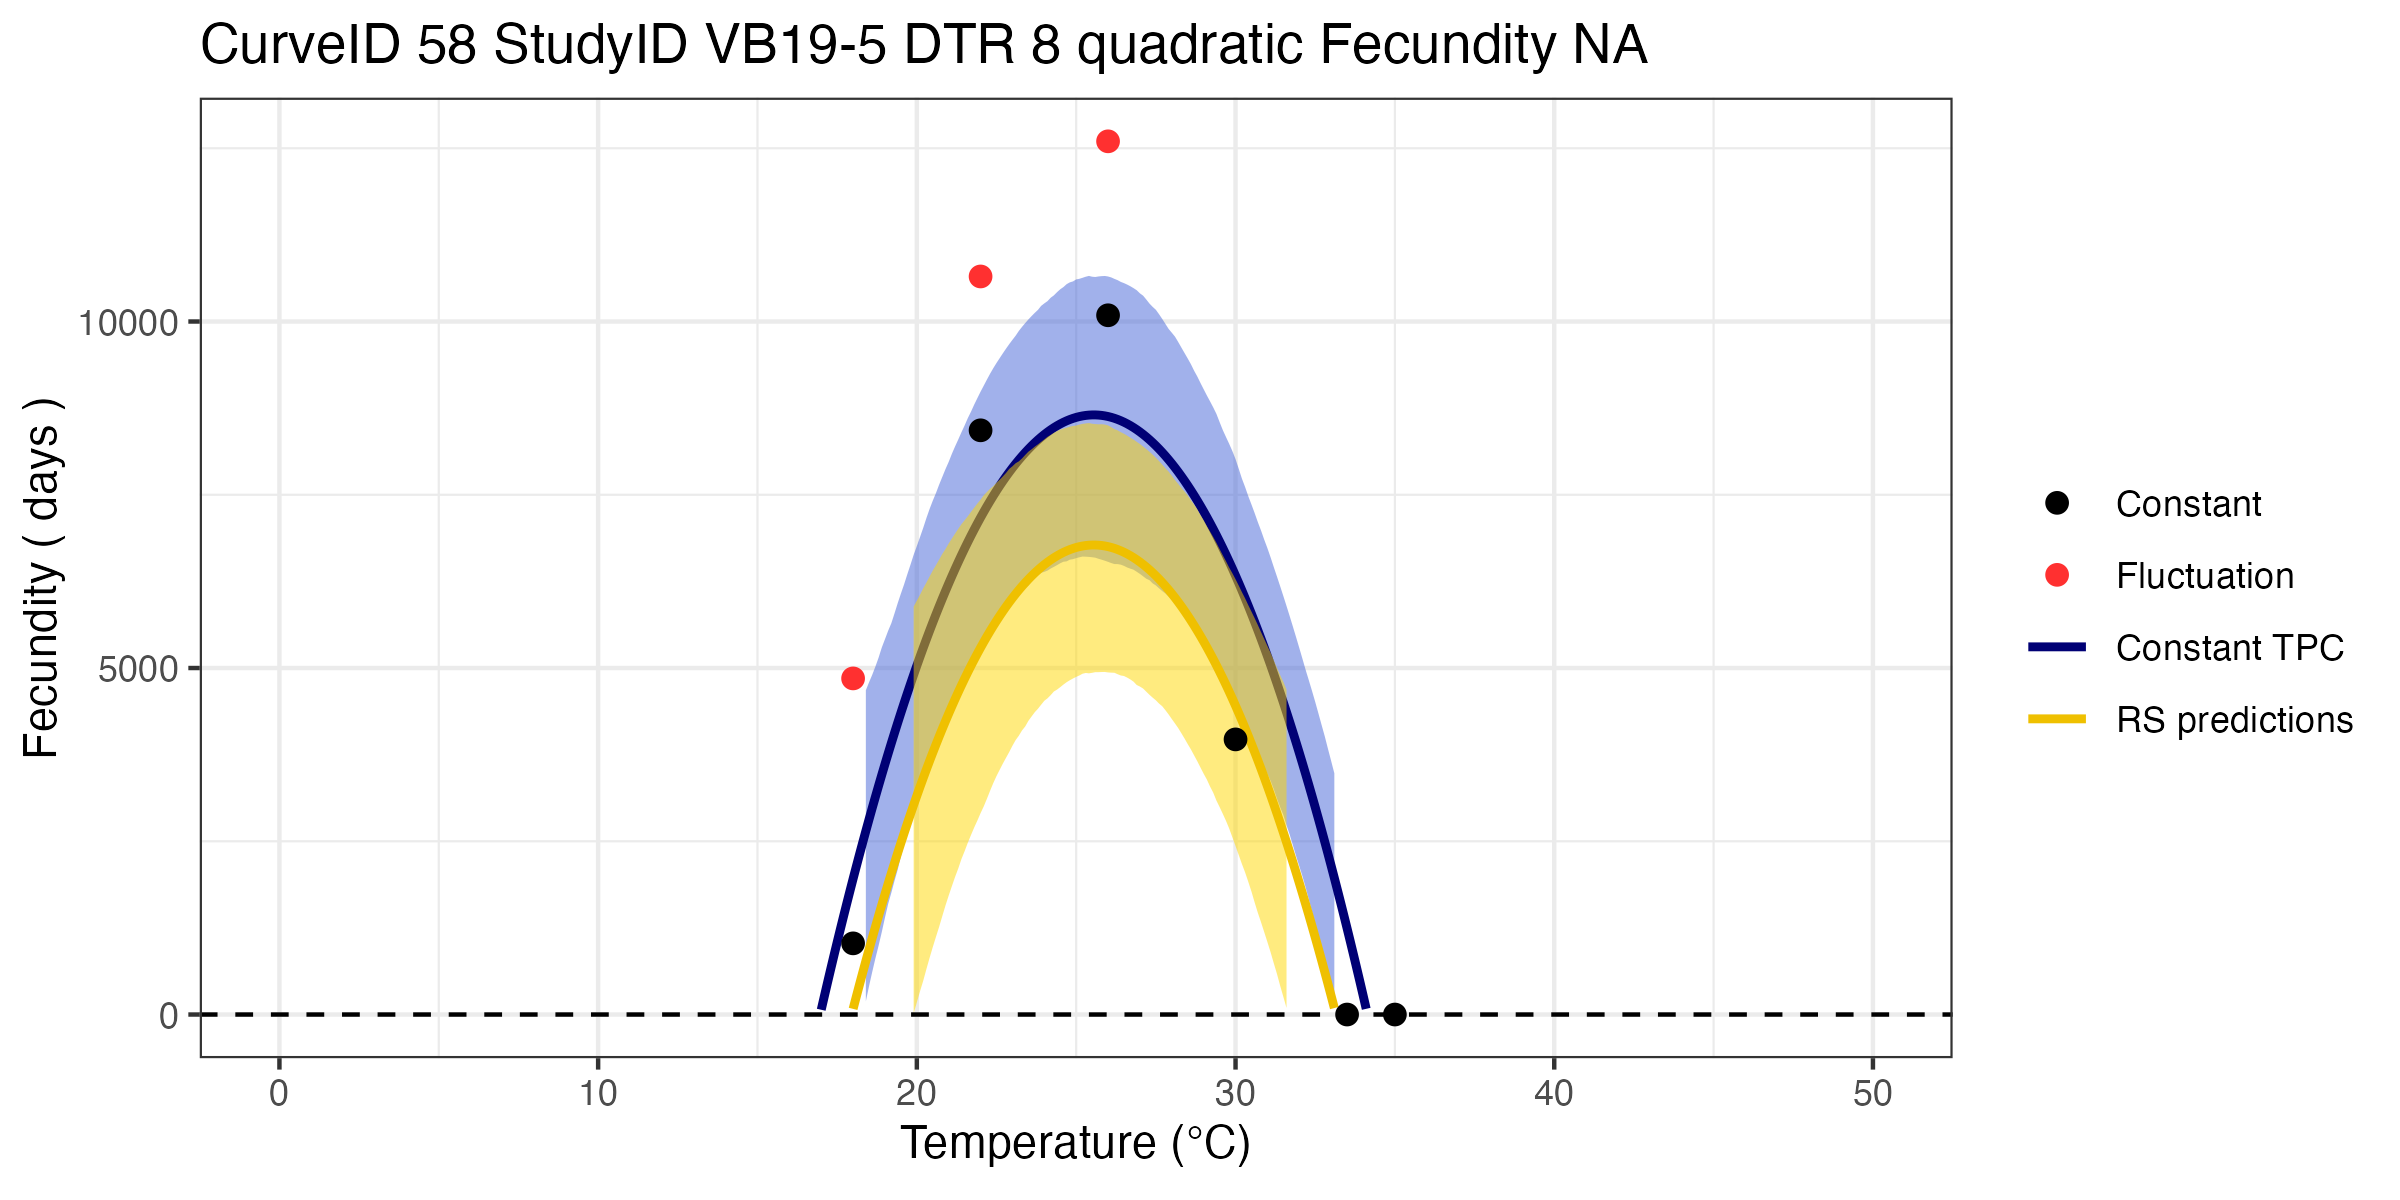 CurveID 58 StudyID VB19-5 DTR 8 quadratic Fecundity NA
Fecundity ( days )
10000
5000
0
0 10 20 30 40 50
Temperature (°C)
Constant
Fluctuation
Constant TPC
RS predictions